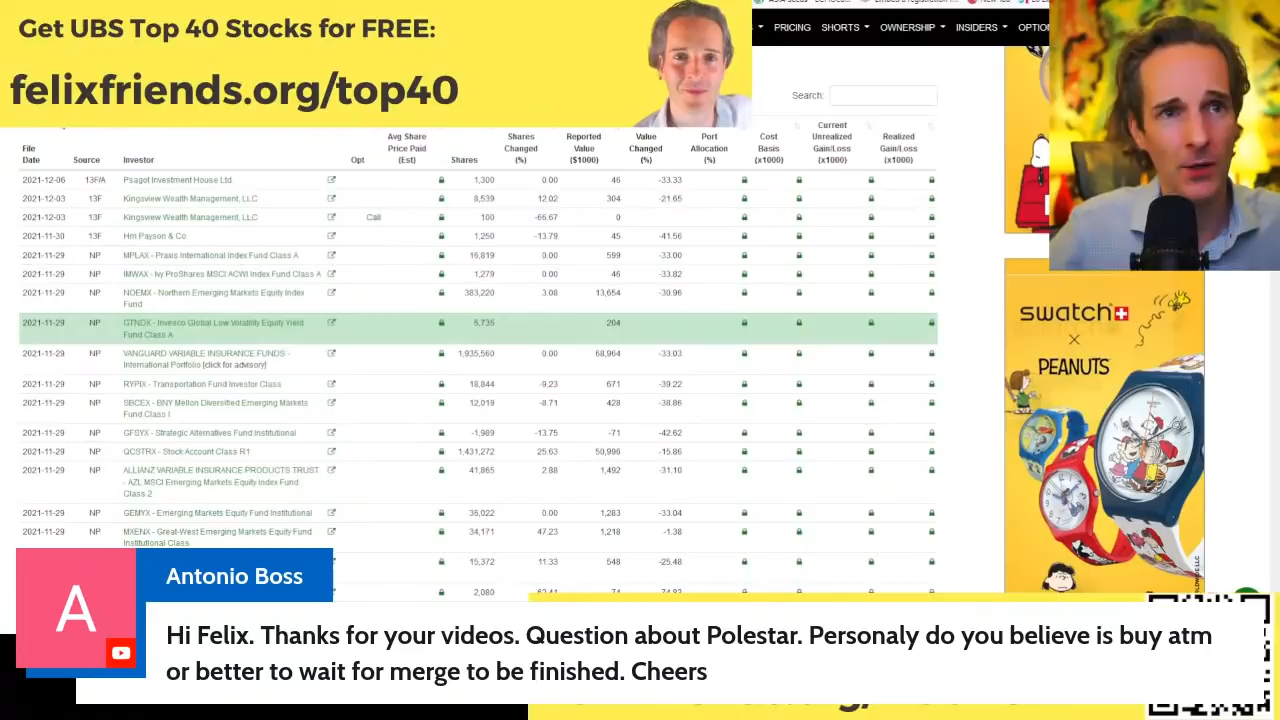 Get UBS Top 40 Stocks for FREE:
felixfriends.org/top40
PRICING SHORTS OWNERSHIP INSIDERS
Search:
File Date Source Investor Opt Avg Share Price Paid (Est) Shares Shares Changed (%) Reported Value ($1000) Value Changed (%) Port Allocation (%) Cost Basis (x1000) Current Unrealized Gain/Loss (x1000) Realized Gain/Loss (x1000)
2021-12-06 13F/A Psagot Investment House Ltd 1,300 0.00 46 -33.33
2021-12-03 13F Kingsview Wealth Management, LLC 8,539 12.02 304 -21.65
2021-12-03 13F Kingsview Wealth Management, LLC Call 100 -66.67 0
2021-11-30 13F Hm Payson & Co 1,250 -13.79 45 -41.56
2021-11-29 NP MPLAX - Praxis International Index Fund Class A 16,819 0.00 599 -33.00
2021-11-29 NP IMWAX - Ivy ProShares MSCI ACWI Index Fund Class A 1,279 0.00 46 -33.82
2021-11-29 NP NOEMX - Northern Emerging Markets Equity Index Fund 383,220 3.08 13,654 -30.96
2021-11-29 NP GTNDX - Invesco Global Low Volatility Equity Yield Fund Class A 5,735 204
2021-11-29 NP VANGUARD VARIABLE INSURANCE FUNDS - International Portfolio [click for advisory] 1,935,560 0.00 68,964 -33.03
2021-11-29 NP RYPIX - Transportation Fund Investor Class 18,844 -9.23 671 -39.22
2021-11-29 NP SBCEX - BNY Mellon Diversified Emerging Markets Fund Class I 12,019 -8.71 428 -38.86
2021-11-29 NP GFSYX - Strategic Alternatives Fund Institutional -1,989 -13.75 -71 -42.62
2021-11-29 NP QCSTRX - Stock Account Class R1 1,431,272 25.63 50,996 -15.86
2021-11-29 NP ALLIANZ VARIABLE INSURANCE PRODUCTS TRUST - AZL MSCI Emerging Markets Equity Index Fund Class 2 41,865 2.88 1,492 -31.10
2021-11-29 NP GEMYX - Emerging Markets Equity Fund Institutional 36,022 0.00 1,283 -33.04
2021-11-29 NP MXENX - Great-West Emerging Markets Equity Fund Institutional Class 34,171 47.23 1,218 -1.38
15,372 11.33 548 -25.48
2,080
swatch
x
PEANUTS
A
Antonio Boss
Hi Felix. Thanks for your videos. Question about Polestar. Personaly do you believe is buy atm
or better to wait for merge to be finished. Cheers